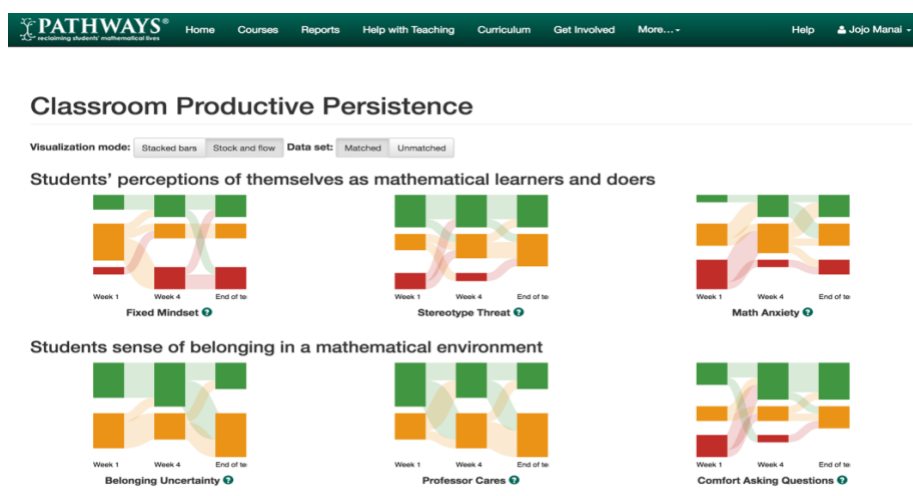 PATHWAYS®
reclaiming students' mathematical lives
Home Courses Reports Help with Teaching Curriculum Get Involved More... Help Jojo Manai
Classroom Productive Persistence
Visualization mode: Stacked bars Stock and flow Data set: Matched Unmatched
Students' perceptions of themselves as mathematical learners and doers
Week 1 Week 4 End of te Week 1 Week 4 End of te Week 1 Week 4 End of te
Fixed Mindset ? Stereotype Threat ? Math Anxiety ?
Students sense of belonging in a mathematical environment
Week 1 Week 4 End of te Week 1 Week 4 End of te Week 1 Week 4 End of te
Belonging Uncertainty ? Professor Cares ? Comfort Asking Questions ?